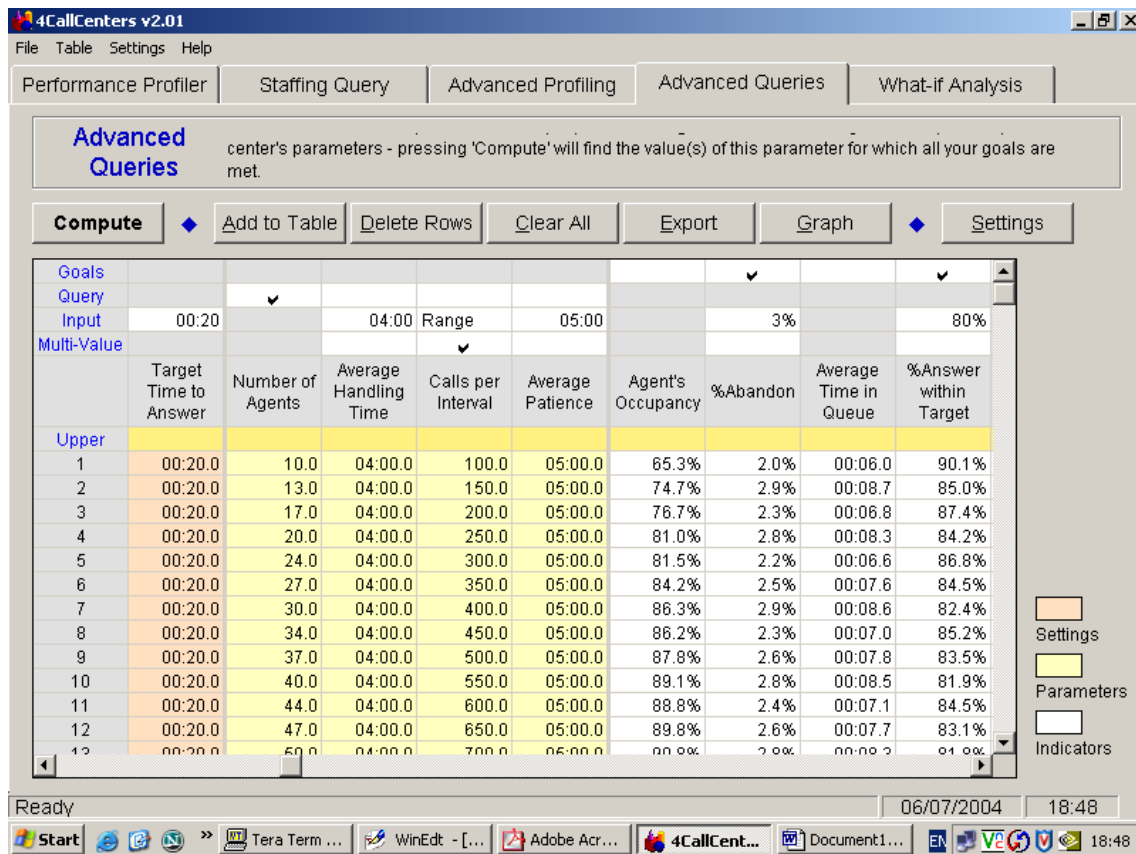 4CallCenters v2.01
File Table Settings Help
Performance Profiler Staffing Query Advanced Profiling Advanced Queries What-if Analysis
Advanced Queries
center's parameters - pressing 'Compute' will find the value(s) of this parameter for which all your goals are
met.
Compute Add to Table Delete Rows Clear All Export Graph Settings
Goals
Query
Input 00:20 04:00 Range 05:00 3% 80%
Multi-Value
Target Time to Answer Number of Agents Average Handling Time Calls per Interval Average Patience Agent's Occupancy %Abandon Average Time in Queue %Answer within Target
Upper
1 00:20.0 10.0 04:00.0 100.0 05:00.0 65.3% 2.0% 00:06.0 90.1%
2 00:20.0 13.0 04:00.0 150.0 05:00.0 74.7% 2.9% 00:08.7 85.0%
3 00:20.0 17.0 04:00.0 200.0 05:00.0 76.7% 2.3% 00:06.8 87.4%
4 00:20.0 20.0 04:00.0 250.0 05:00.0 81.0% 2.8% 00:08.3 84.2%
5 00:20.0 24.0 04:00.0 300.0 05:00.0 81.5% 2.2% 00:06.6 86.8%
6 00:20.0 27.0 04:00.0 350.0 05:00.0 84.2% 2.5% 00:07.6 84.5%
7 00:20.0 30.0 04:00.0 400.0 05:00.0 86.3% 2.9% 00:08.6 82.4%
8 00:20.0 34.0 04:00.0 450.0 05:00.0 86.2% 2.3% 00:07.0 85.2%
9 00:20.0 37.0 04:00.0 500.0 05:00.0 87.8% 2.6% 00:07.8 83.5%
10 00:20.0 40.0 04:00.0 550.0 05:00.0 89.1% 2.8% 00:08.5 81.9%
11 00:20.0 44.0 04:00.0 600.0 05:00.0 88.8% 2.4% 00:07.1 84.5%
12 00:20.0 47.0 04:00.0 650.0 05:00.0 89.8% 2.6% 00:07.7 83.1%
Settings
Parameters
Indicators
Ready 06/07/2004 18:48
Start » Tera Term ... WinEdt - [... Adobe Acr... 4CallCent... Document1... EN 18:48